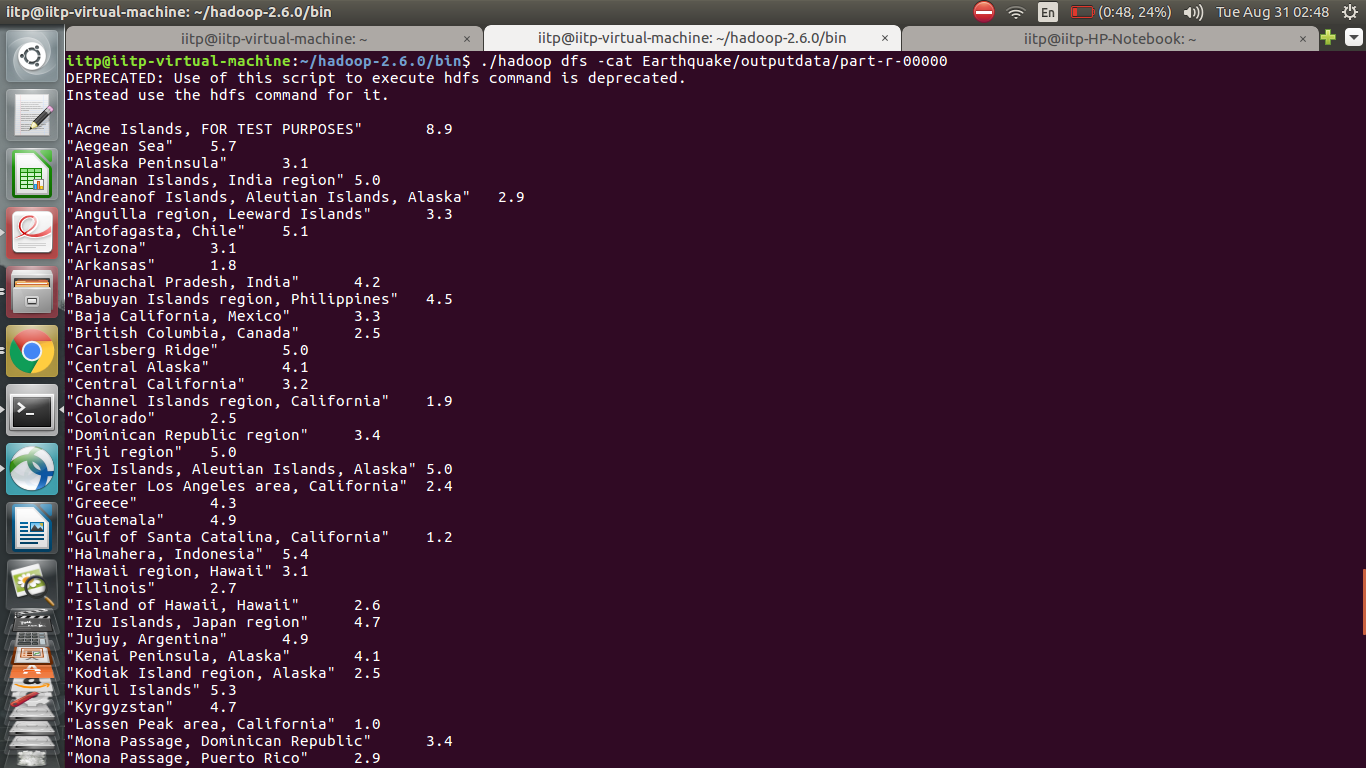 iitp@iitp-virtual-machine: ~/hadoop-2.6.0/bin
En
(0:48, 24%)
Tue Aug 31 02:48
iitp@iitp-virtual-machine: ~ ×
iitp@iitp-virtual-machine: ~/hadoop-2.6.0/bin ×
iitp@iitp-HP-Notebook: ~ ×
iitp@iitp-virtual-machine:~/hadoop-2.6.0/bin$ ./hadoop dfs -cat Earthquake/outputdata/part-r-00000
DEPRECATED: Use of this script to execute hdfs command is deprecated.
Instead use the hdfs command for it.
"Acme Islands, FOR TEST PURPOSES" 8.9
"Aegean Sea" 5.7
"Alaska Peninsula" 3.1
"Andaman Islands, India region" 5.0
"Andreanof Islands, Aleutian Islands, Alaska" 2.9
"Anguilla region, Leeward Islands" 3.3
"Antofagasta, Chile" 5.1
"Arizona" 3.1
"Arkansas" 1.8
"Arunachal Pradesh, India" 4.2
"Babuyan Islands region, Philippines" 4.5
"Baja California, Mexico" 3.3
"British Columbia, Canada" 2.5
"Carlsberg Ridge" 5.0
"Central Alaska" 4.1
"Central California" 3.2
"Channel Islands region, California" 1.9
"Colorado" 2.5
"Dominican Republic region" 3.4
"Fiji region" 5.0
"Fox Islands, Aleutian Islands, Alaska" 5.0
"Greater Los Angeles area, California" 2.4
"Greece" 4.3
"Guatemala" 4.9
"Gulf of Santa Catalina, California" 1.2
"Halmahera, Indonesia" 5.4
"Hawaii region, Hawaii" 3.1
"Illinois" 2.7
"Island of Hawaii, Hawaii" 2.6
"Izu Islands, Japan region" 4.7
"Jujuy, Argentina" 4.9
"Kenai Peninsula, Alaska" 4.1
"Kodiak Island region, Alaska" 2.5
"Kuril Islands" 5.3
"Kyrgyzstan" 4.7
"Lassen Peak area, California" 1.0
"Mona Passage, Dominican Republic" 3.4
"Mona Passage, Puerto Rico" 2.9